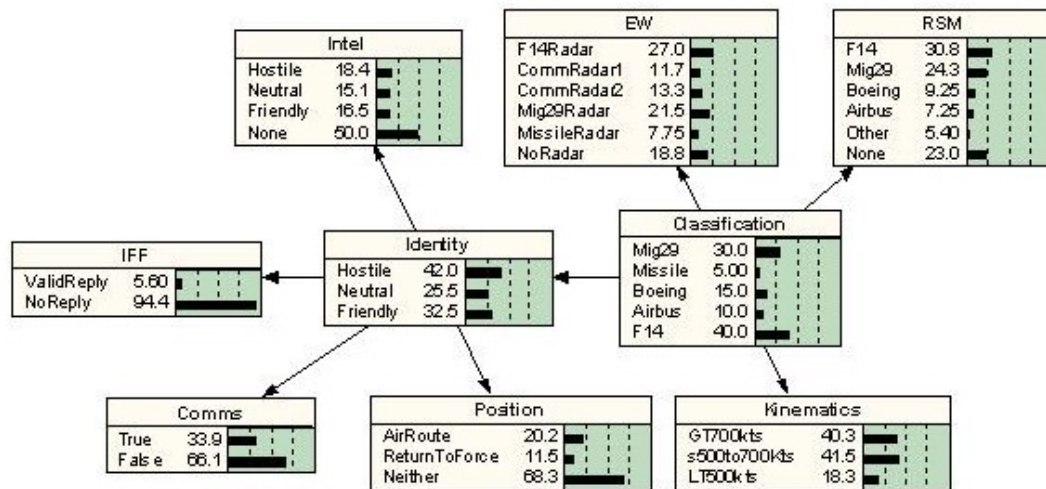 Intel
Hostile 18.4
Neutral 15.1
Friendly 16.5
None 50.0
EW
F14Radar 27.0
CommRadar1 11.7
CommRadar2 13.3
Mig29Radar 21.5
MissileRadar 7.75
NoRadar 18.8
RSM
F14 30.8
Mig29 24.3
Boeing 9.25
Airbus 7.25
Other 5.40
None 23.0
IFF
ValidReply 5.60
NoReply 94.4
Identity
Hostile 42.0
Neutral 25.5
Friendly 32.5
Classification
Mig29 30.0
Missile 5.00
Boeing 15.0
Airbus 10.0
F14 40.0
Comms
True 33.9
False 66.1
Position
AirRoute 20.2
ReturnToForce 11.5
Neither 68.3
Kinematics
GT700kts 40.3
s500to700Kts 41.5
LT500kts 18.3